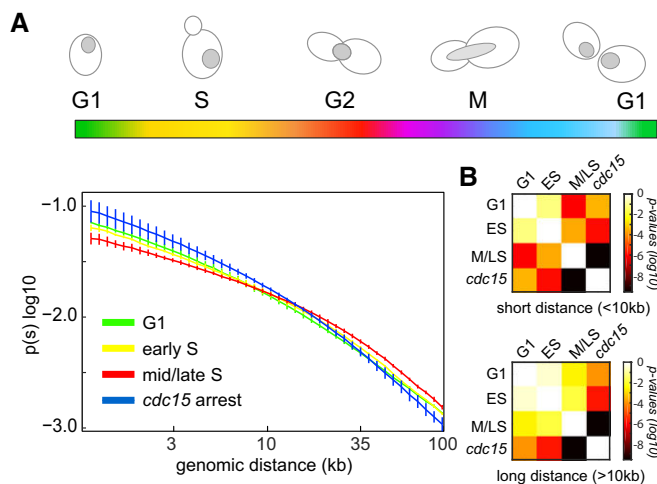 A
G1 S G2 M G1
p(s) log10
−1.0
−2.0
−3.0
G1
early S
mid/late S
cdc15 arrest
3 10 35 100
genomic distance (kb)
B
G1 ES M/LS cdc15
G1
ES
M/LS
cdc15
0
-2
-4
-6
-8
p-values (log10)
short distance (<10kb)
G1 ES M/LS cdc15
G1
ES
M/LS
cdc15
0
-2
-4
-6
-8
p-values (log10)
long distance (>10kb)